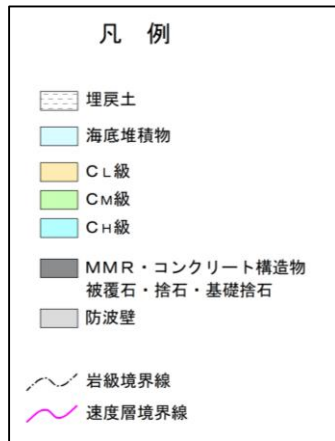 凡 例
埋戻土
海底堆積物
CL級
CM級
CH級
MMR・コンクリート構造物
被覆石・捨石・基礎捨石
防波壁
岩級境界線
速度層境界線